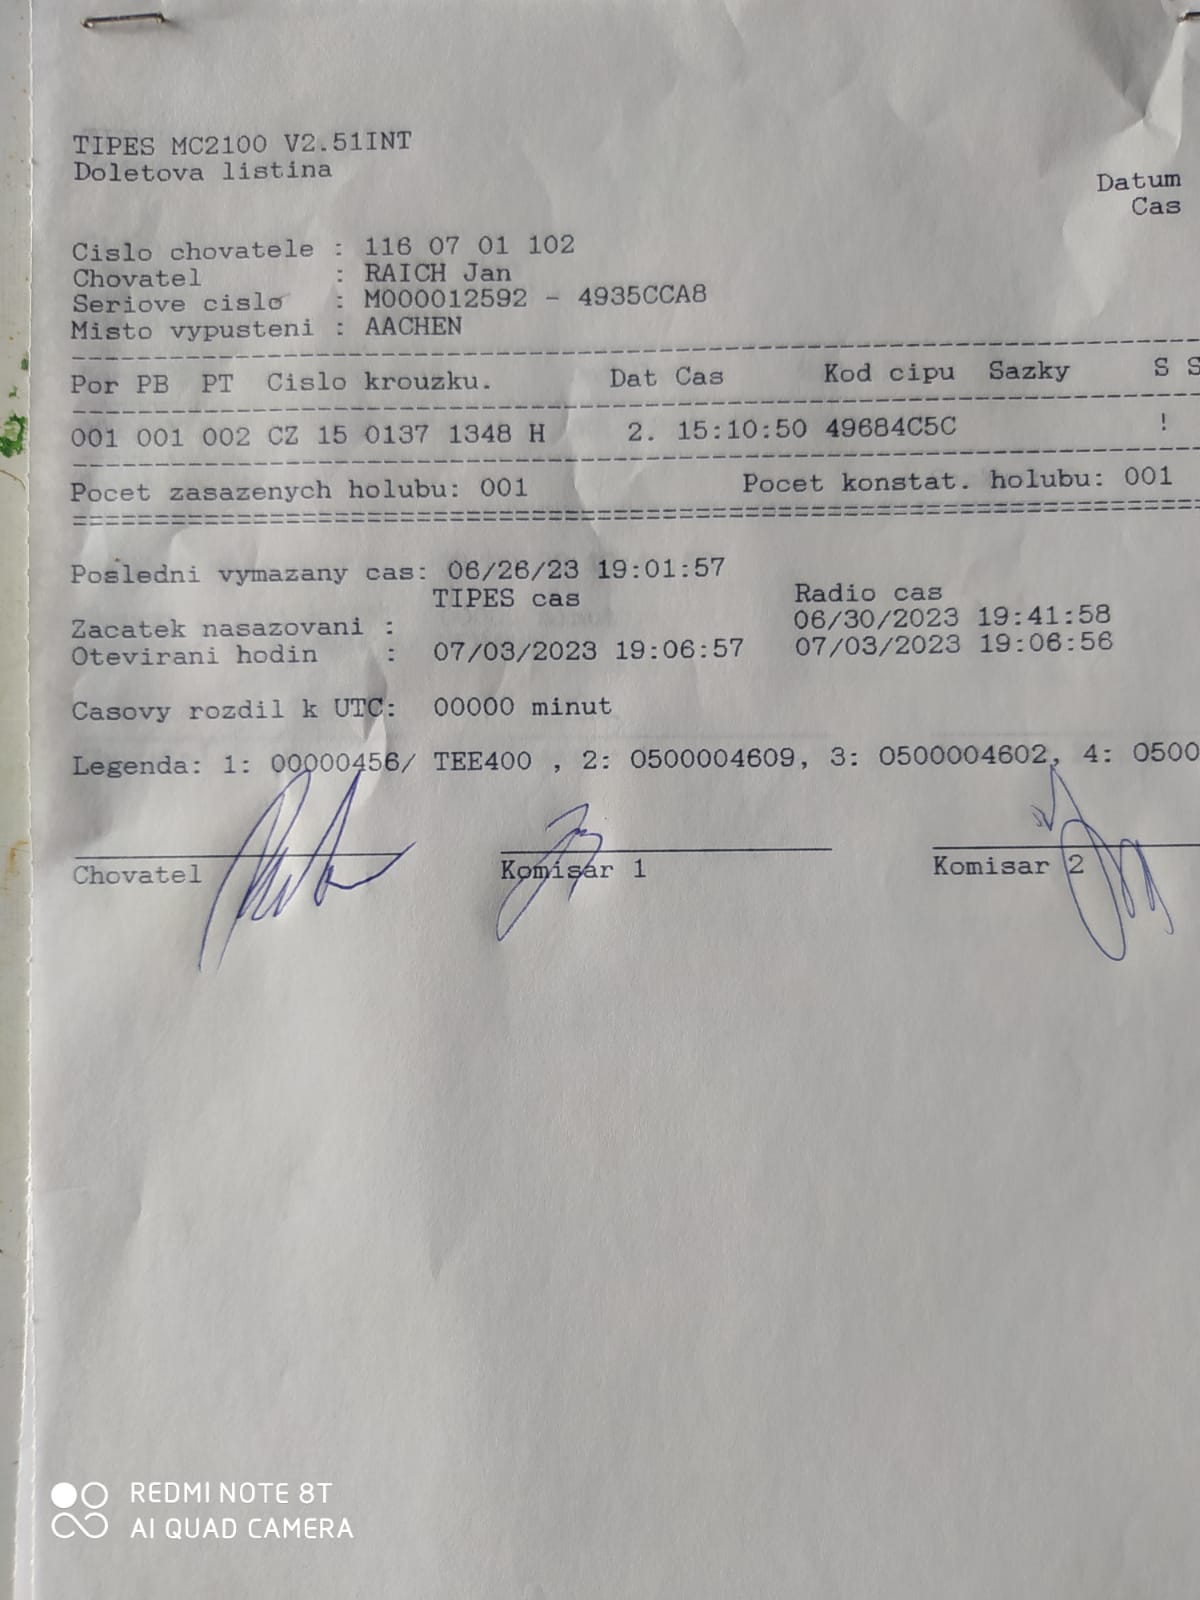 TIPES MC2100 V2.51INT
Doletova listina
Datum
Cas
Cislo chovatele : 116 07 01 102
Chovatel : RAICH Jan
Seriove cislo : M000012592 - 4935CCA8
Misto vypusteni : AACHEN
Por PB PT Cislo krouzku. Dat Cas Kod cipu Sazky S S
001 001 002 CZ 15 0137 1348 H 2. 15:10:50 49684C5C !
Pocet zasazenych holubu: 001 Pocet konstat. holubu: 001
Posledni vymazany cas: 06/26/23 19:01:57
TIPES cas Radio cas
Zacatek nasazovani : 06/30/2023 19:41:58
Otevirani hodin : 07/03/2023 19:06:57 07/03/2023 19:06:56
Casovy rozdil k UTC: 00000 minut
Legenda: 1: 00000456/ TEE400 , 2: 0500004609, 3: 0500004602, 4: 0500
Chovatel Komisar 1 Komisar 2
REDMI NOTE 8T
AI QUAD CAMERA